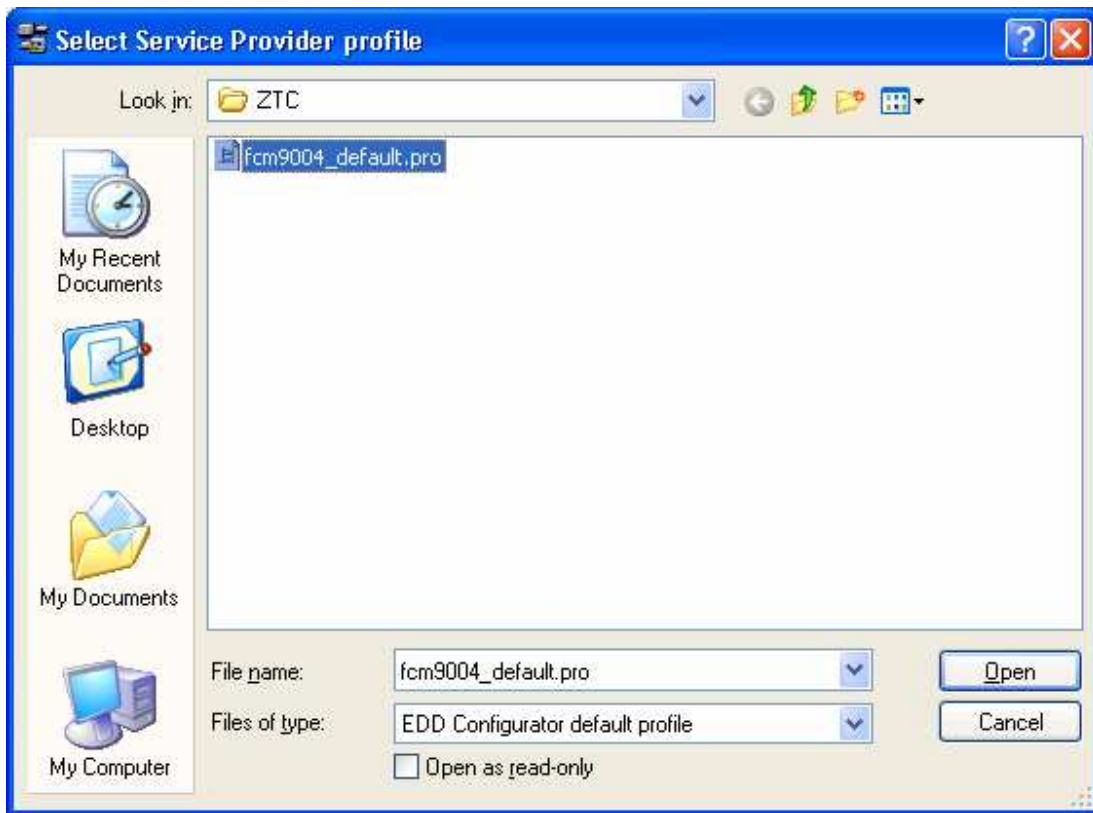 Select Service Provider profile
Look in:
ZTC
fcm9004_default.pro
My Recent
Documents
Desktop
My Documents
My Computer
File name:
fcm9004_default.pro
Open
Files of type:
EDD Configurator default profile
Cancel
Open as read-only